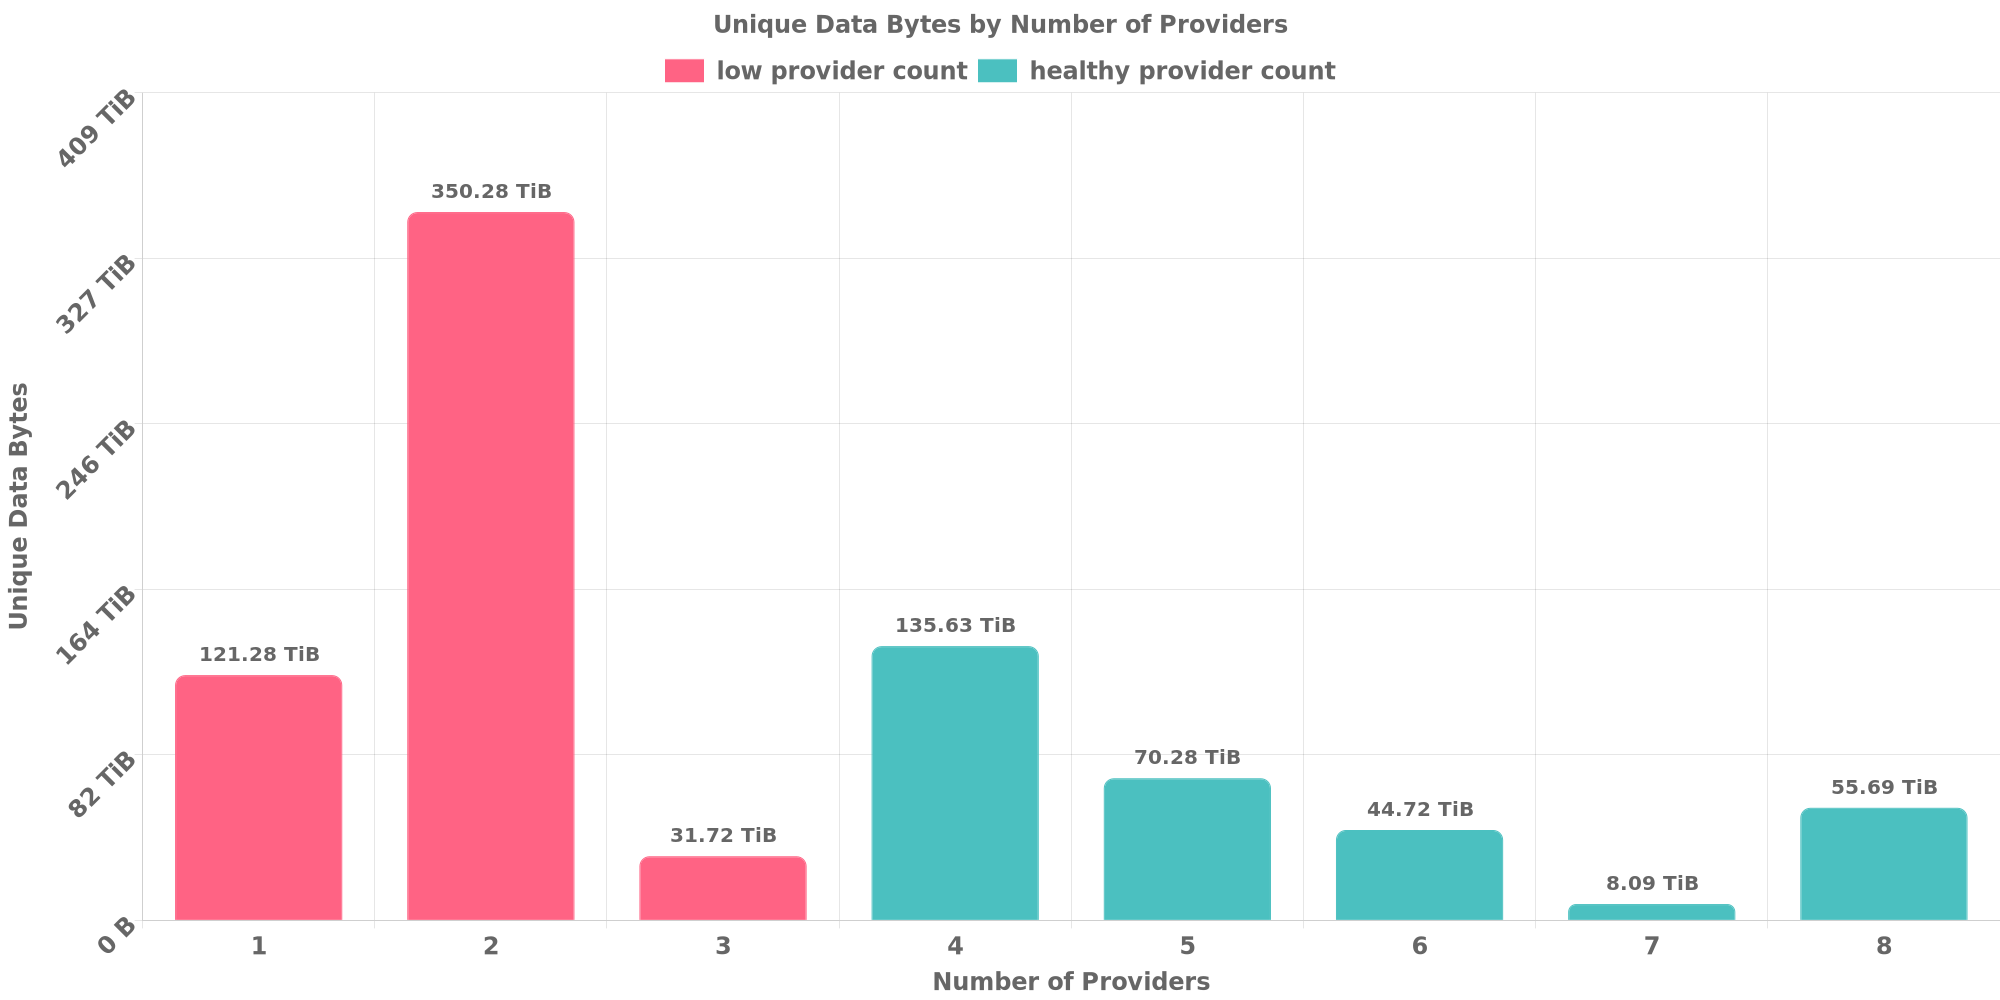 Unique Data Bytes by Number of Providers
low provider count healthy provider count
409 TiB
327 TiB
246 TiB
164 TiB
82 TiB
0 B
Unique Data Bytes
121.28 TiB
350.28 TiB
31.72 TiB
135.63 TiB
70.28 TiB
44.72 TiB
8.09 TiB
55.69 TiB
1 2 3 4 5 6 7 8
Number of Providers